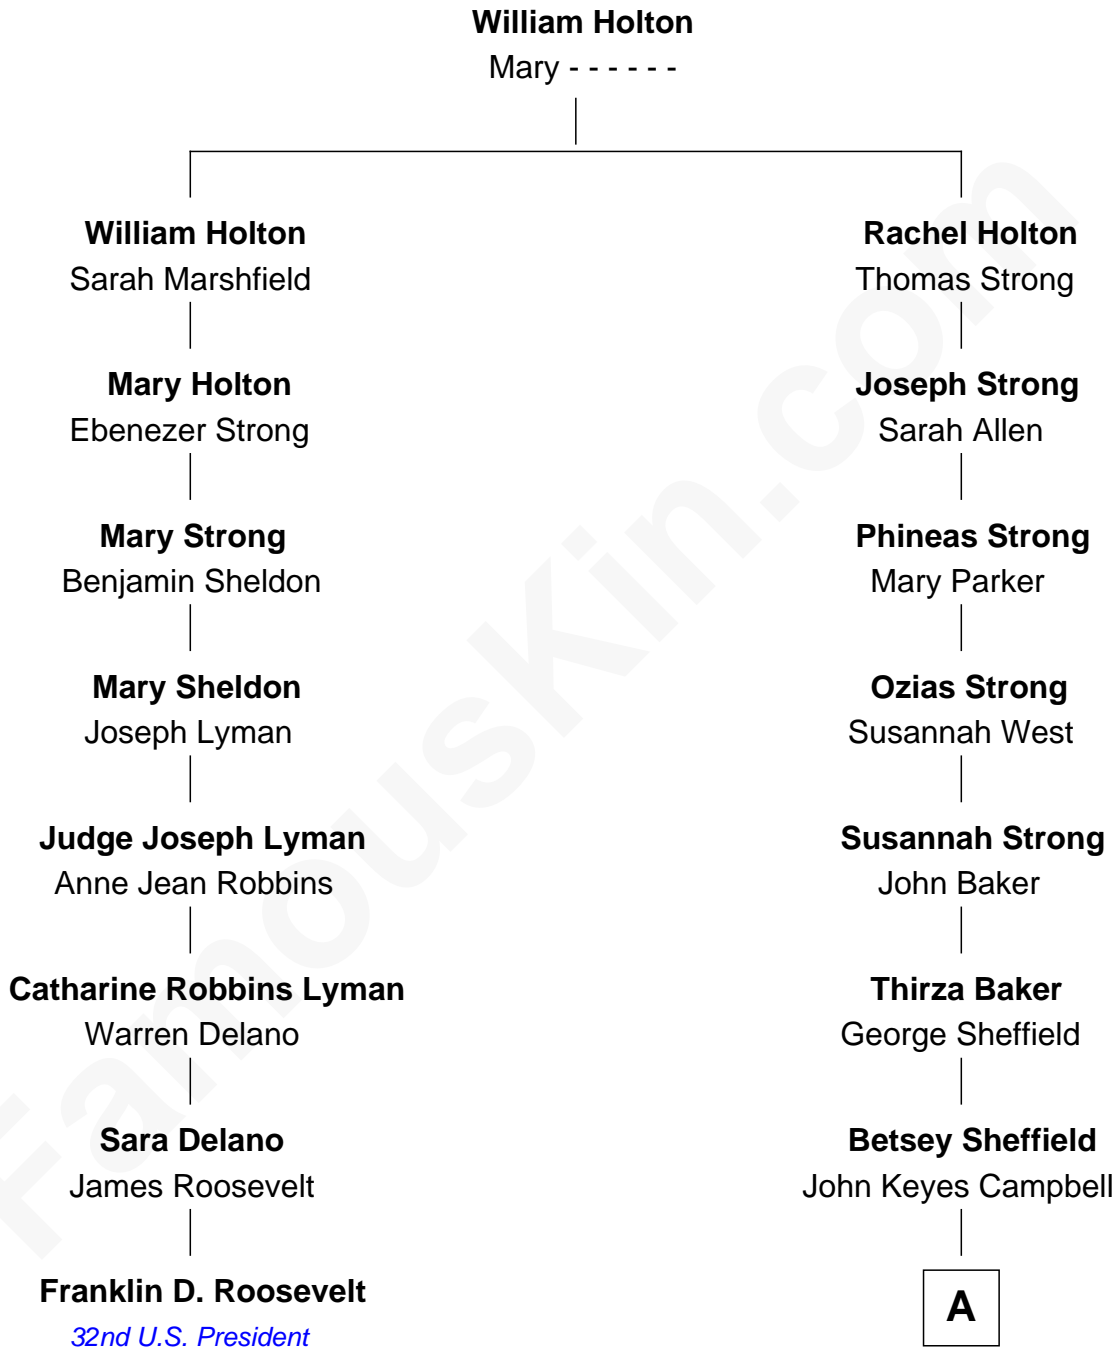 William Holton
Mary - - - - - -
William Holton
Sarah Marshfield
Rachel Holton
Thomas Strong
Mary Holton
Ebenezer Strong
Joseph Strong
Sarah Allen
Mary Strong
Benjamin Sheldon
Phineas Strong
Mary Parker
Mary Sheldon
Joseph Lyman
Ozias Strong
Susannah West
Judge Joseph Lyman
Anne Jean Robbins
Susannah Strong
John Baker
Catharine Robbins Lyman
Warren Delano
Thirza Baker
George Sheffield
Sara Delano
James Roosevelt
Betsey Sheffield
John Keyes Campbell
Franklin D. Roosevelt
32nd U.S. President
A
FamousKin.com